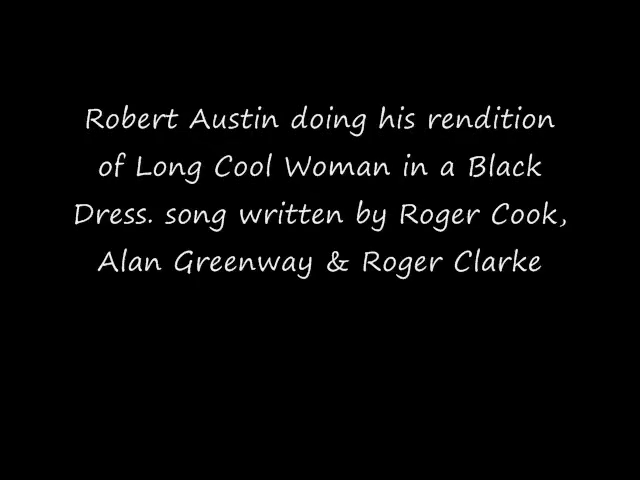 Robert Austin doing his rendition
of Long Cool Woman in a Black
Dress. song written by Roger Cook,
Alan Greenway & Roger Clarke